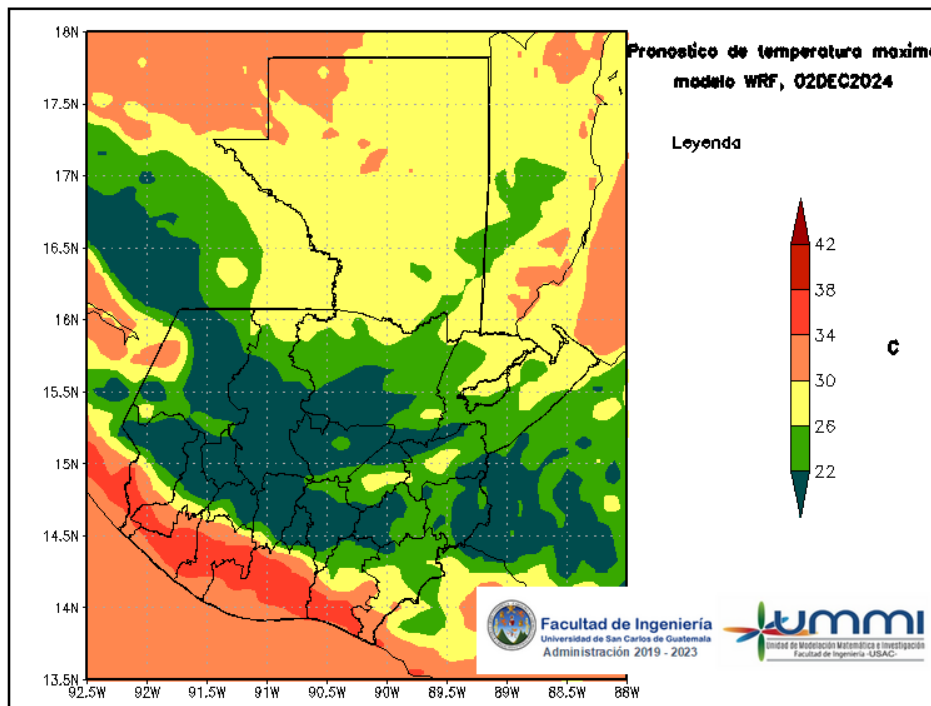 Pronostico de temperatura maxima
modelo WRF, 02DEC2024
Leyenda
42
38
34
30
26
22
C
18N
17.5N
17N
16.5N
16N
15.5N
15N
14.5N
14N
13.5N
92.5W
92W
91.5W
91W
90.5W
90W
89.5W
89W
88.5W
88W
Facultad de Ingeniería
Universidad de San Carlos de Guatemala
Administración 2019 - 2023
UMMI
Unidad de Modelación Matemática e Investigación
Facultad de Ingeniería -USAC-